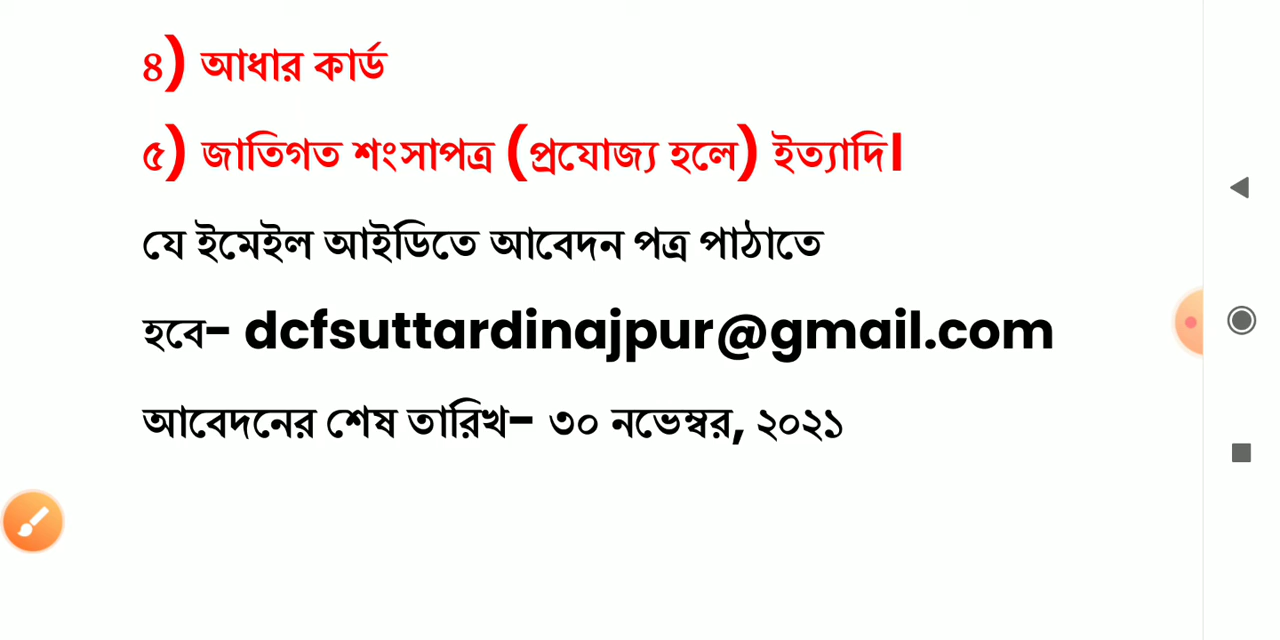 ৪) আধার কার্ড
৫) জাতিগত শংসাপত্র (প্রযোজ্য হলে) ইত্যাদি।
যে ইমেইল আইডিতে আবেদন পত্র পাঠাতে
হবে- dcfsuttardinajpur@gmail.com
আবেদনের শেষ তারিখ- ৩০ নভেম্বর, ২০২১